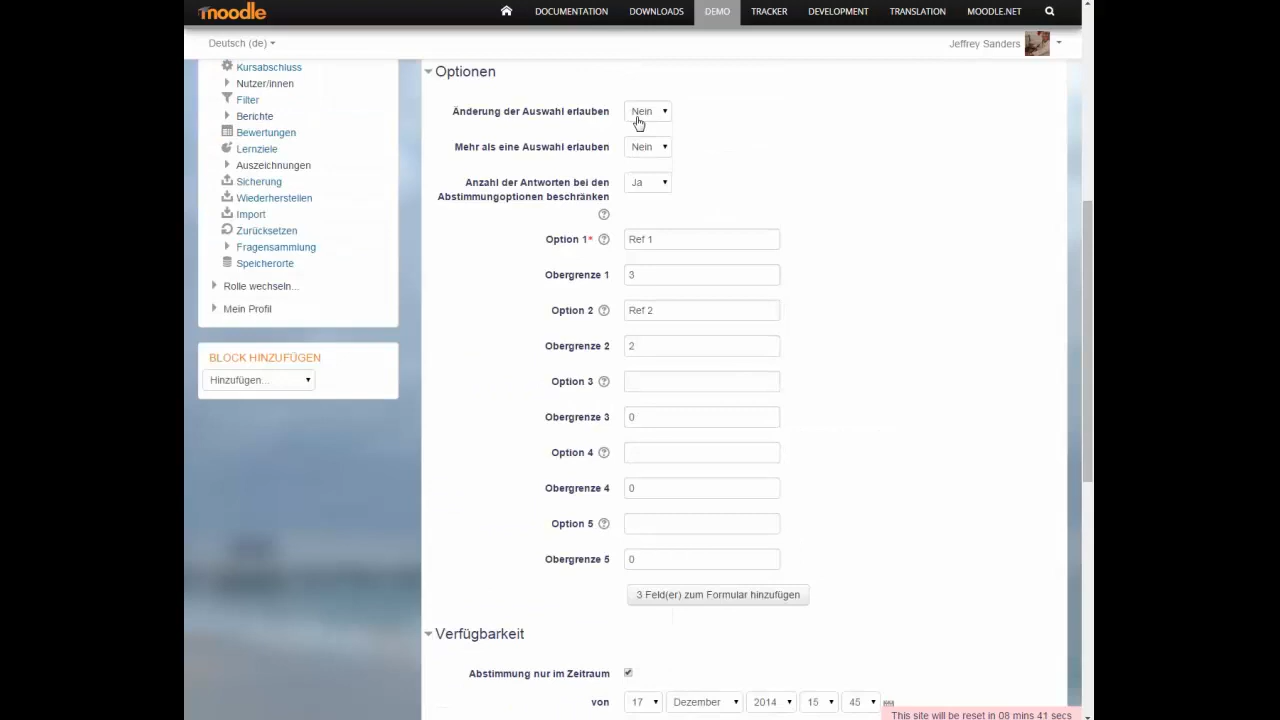 moodle
DOCUMENTATION DOWNLOADS DEMO TRACKER DEVELOPMENT TRANSLATION MOODLE.NET
Deutsch (de)
Jeffrey Sanders
Kursabschluss
Nutzer/innen
Filter
Berichte
Bewertungen
Lernziele
Auszeichnungen
Sicherung
Wiederherstellen
Import
Zurücksetzen
Fragensammlung
Speicherorte
Rolle wechseln...
Mein Profil
BLOCK HINZUFÜGEN
Hinzufügen...
Optionen
Änderung der Auswahl erlauben Nein
Mehr als eine Auswahl erlauben Nein
Anzahl der Antworten bei den Ja
Abstimmungoptionen beschränken
Option 1* Ref 1
Obergrenze 1 3
Option 2 Ref 2
Obergrenze 2 2
Option 3
Obergrenze 3 0
Option 4
Obergrenze 4 0
Option 5
Obergrenze 5 0
3 Feld(er) zum Formular hinzufügen
Verfügbarkeit
Abstimmung nur im Zeitraum
von 17 Dezember 2014 15 45
This site will be reset in 08 mins 41 secs